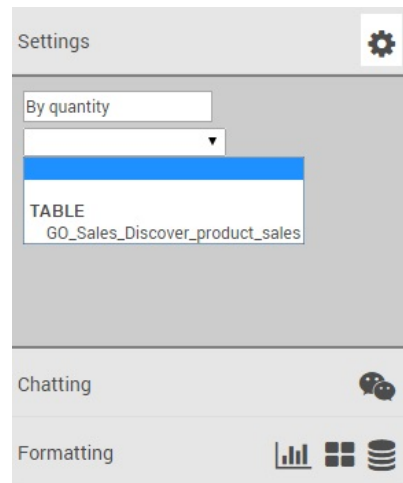 Settings
By quantity
TABLE
GO_Sales_Discover_product_sales
Chatting
Formatting